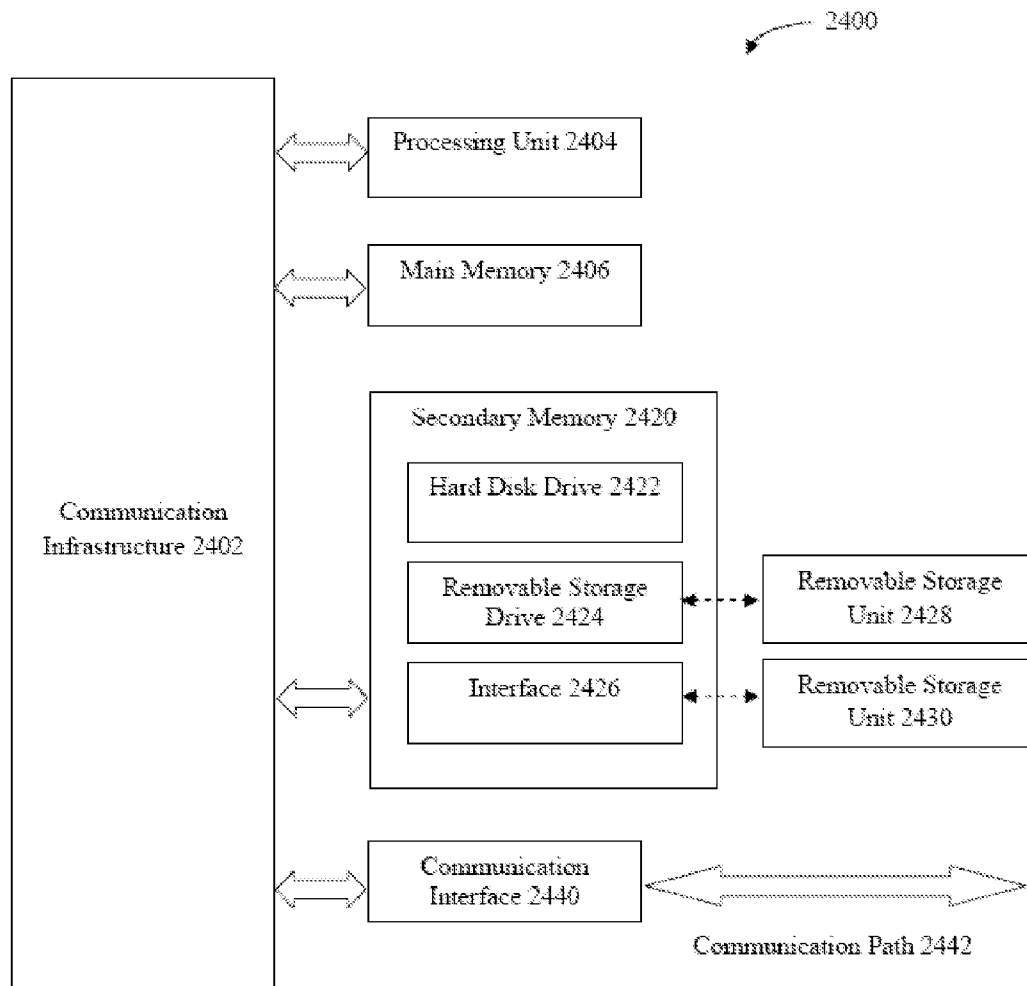 2400
Processing Unit 2404
Main Memory 2406
Secondary Memory 2420
Hard Disk Drive 2422
Communication
Infrastructure 2402
Removable Storage
Drive 2424
Removable Storage
Unit 2428
Interface 2426
Removable Storage
Unit 2430
Communication
Interface 2440
Communication Path 2442